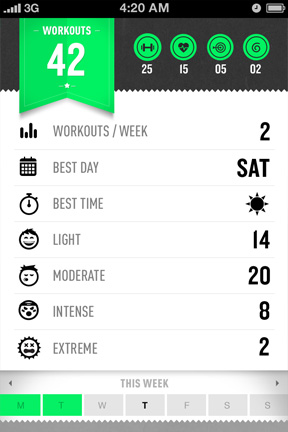 3G 4:20 AM
WORKOUTS
42
25 15 05 02
WORKOUTS / WEEK 2
BEST DAY SAT
BEST TIME
LIGHT 14
MODERATE 20
INTENSE 8
EXTREME 2
THIS WEEK
M T W T F S S